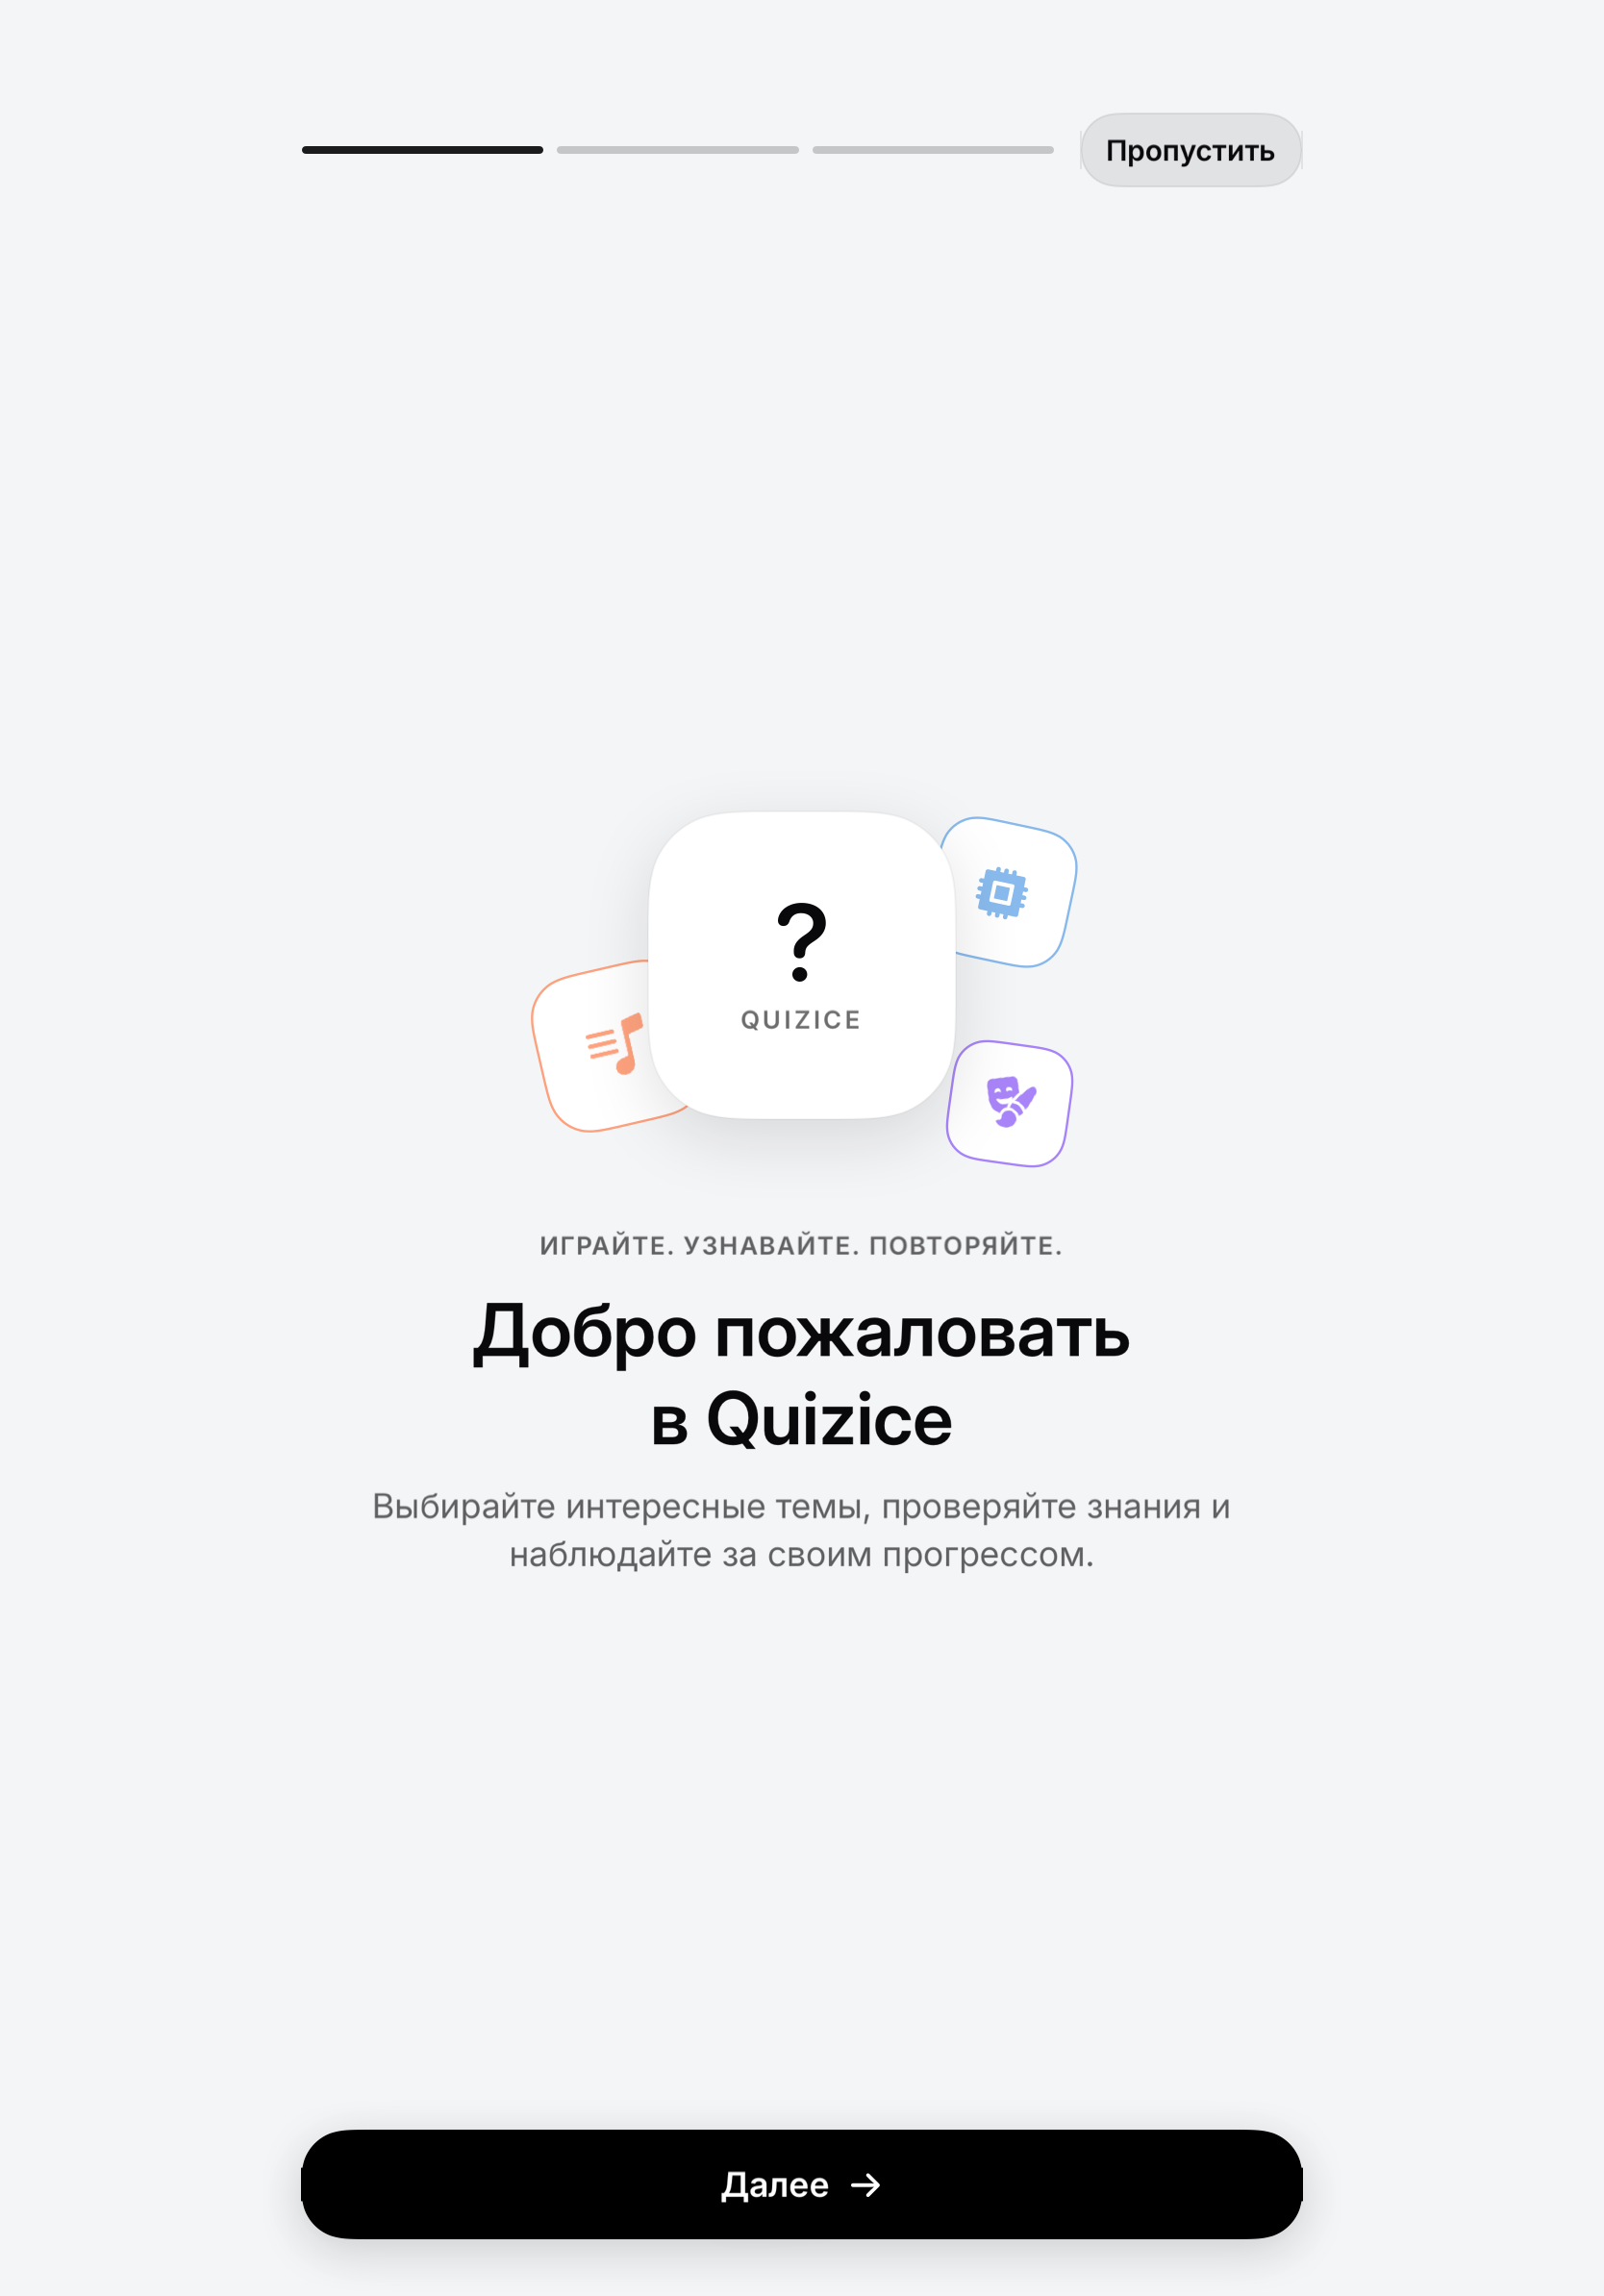 Пропустить
?
QUIZICE
ИГРАЙТЕ. УЗНАВАЙТЕ. ПОВТОРЯЙТЕ.
Добро пожаловать
в Quizice
Выбирайте интересные темы, проверяйте знания и
наблюдайте за своим прогрессом.
Далее →